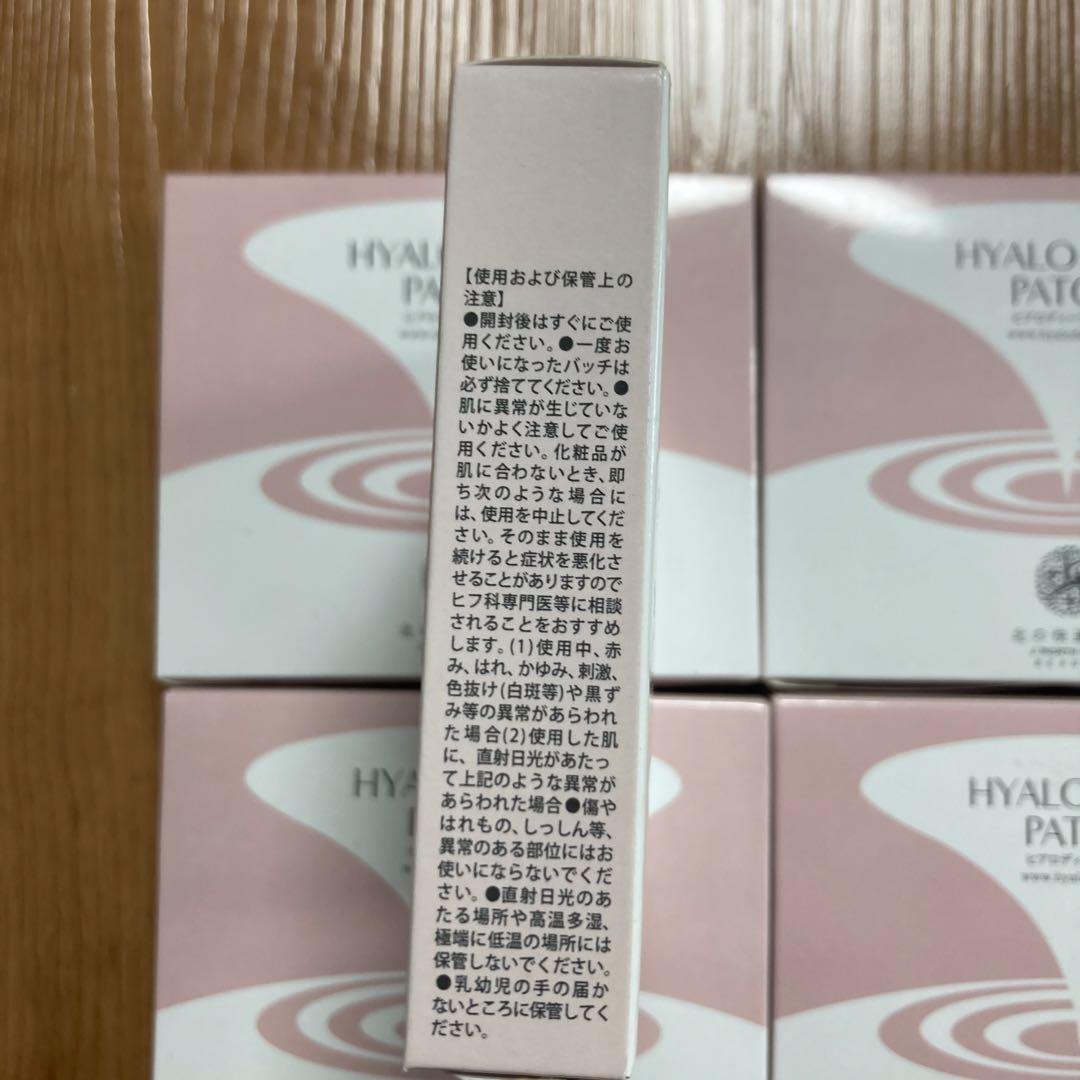 【使用および保管上の
注意】
●開封後はすぐにご使
用ください。●一度お
使いになったパッチは
必ず捨ててください。●
肌に異常が生じていな
いかよく注意してご使
用ください。化粧品が
肌に合わないとき、即
ち次のような場合に
は、使用を中止してくだ
さい。そのまま使用を
続けると症状を悪化さ
せることがありますので
ヒフ科専門医等に相談
されることをおすすめ
します。(1)使用中、赤
み、はれ、かゆみ、刺激、
色抜け(白斑等)や黒ず
み等の異常があらわれ
た場合(2)使用した肌
に、直射日光があたっ
て上記のような異常が
あらわれた場合●傷や
はれもの、しっしん等、
異常のある部位にはお
使いにならないでくだ
さい。●直射日光のあ
たる場所や高温多湿、
極端に低温の場所には
保管しないでください。
●乳幼児の手の届か
ないところに保管してく
ださい。
HYALO
PA
HYALO
PATC
HYA
HYALO
PAT